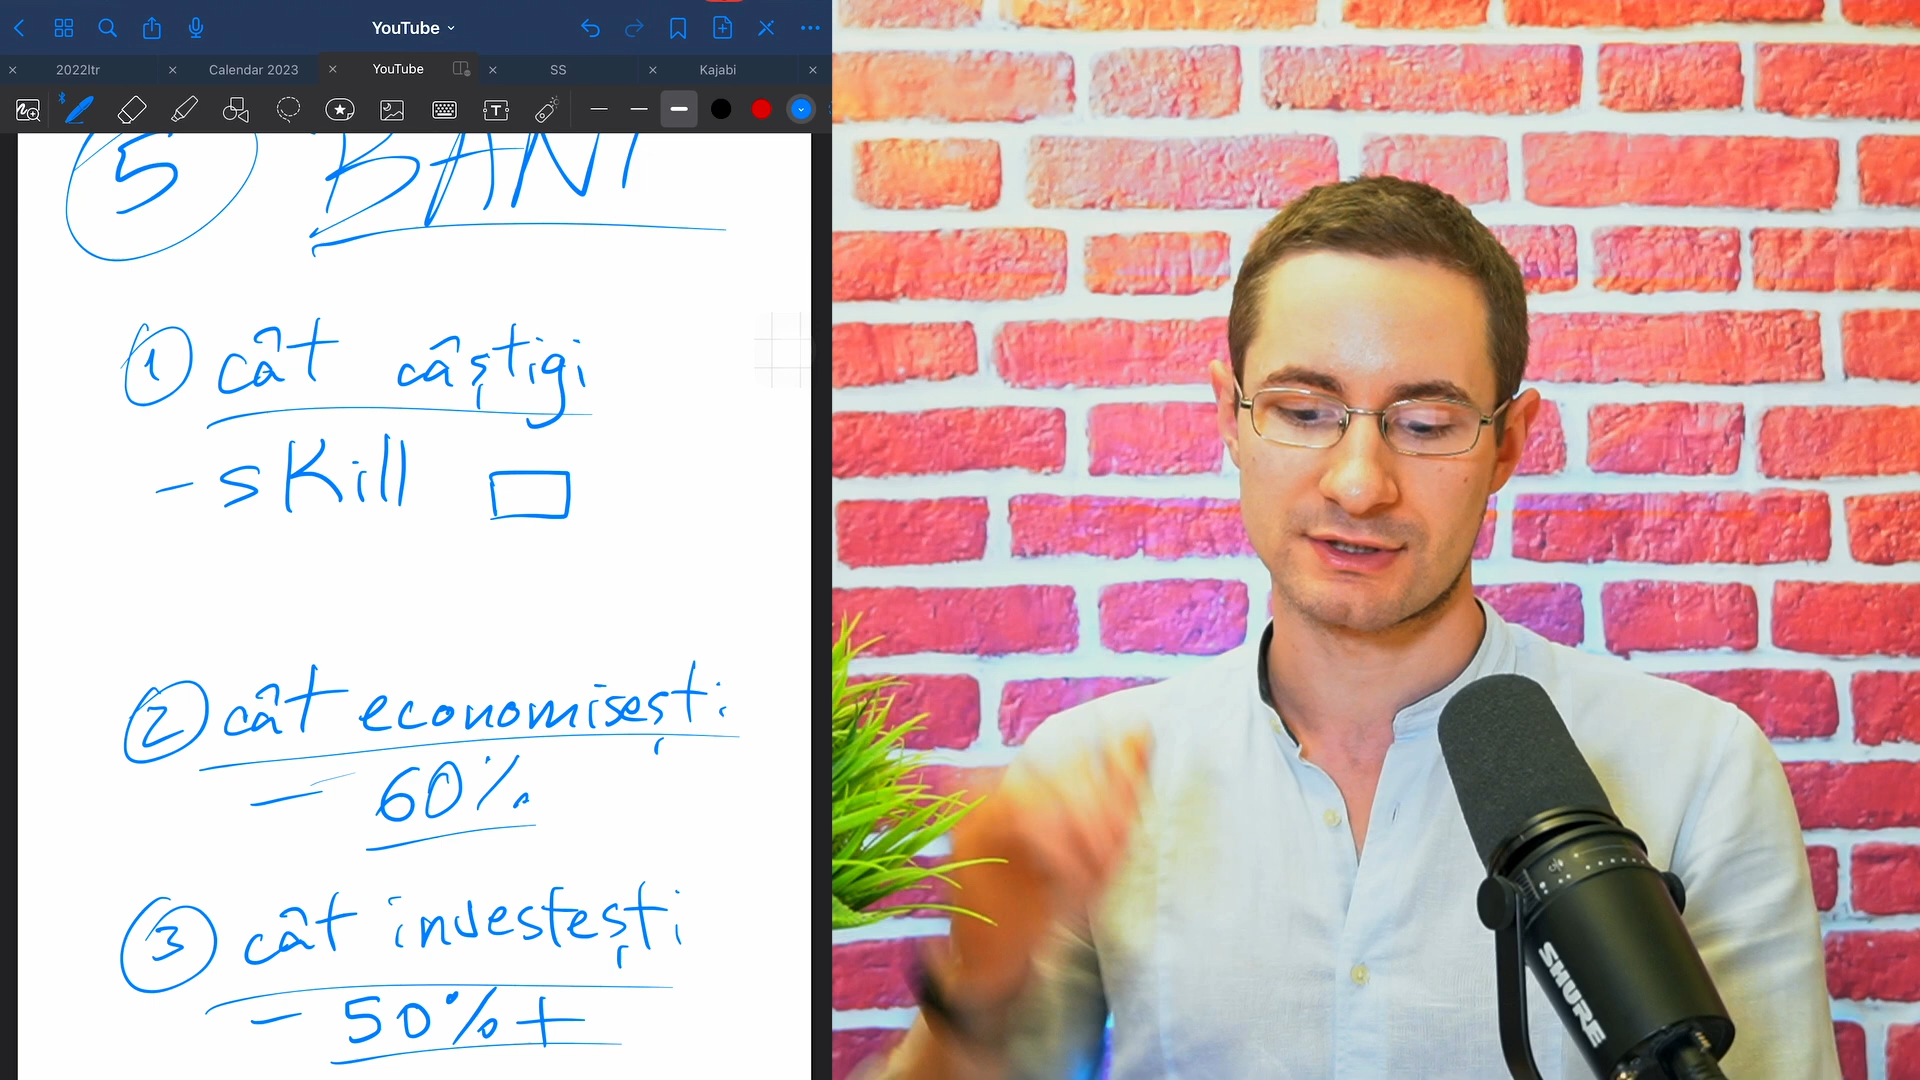 YouTube
2022ltr
Calendar 2023
YouTube
SS
Kajabi
5 BANI
1 cât câștigi
- skill
2 cât economisești
- 60%
3 cât investești
- 50%+
SHURE